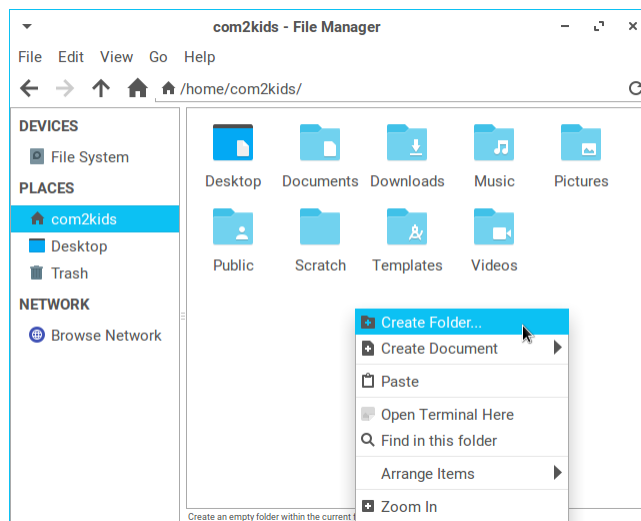 com2kids - File Manager
File Edit View Go Help
/home/com2kids/
DEVICES
File System
PLACES
com2kids
Desktop
Trash
NETWORK
Browse Network
Desktop Documents Downloads Music Pictures
Public Scratch Templates Videos
Create Folder...
Create Document
Paste
Open Terminal Here
Find in this folder
Arrange Items
Zoom In
Create an empty folder within the current